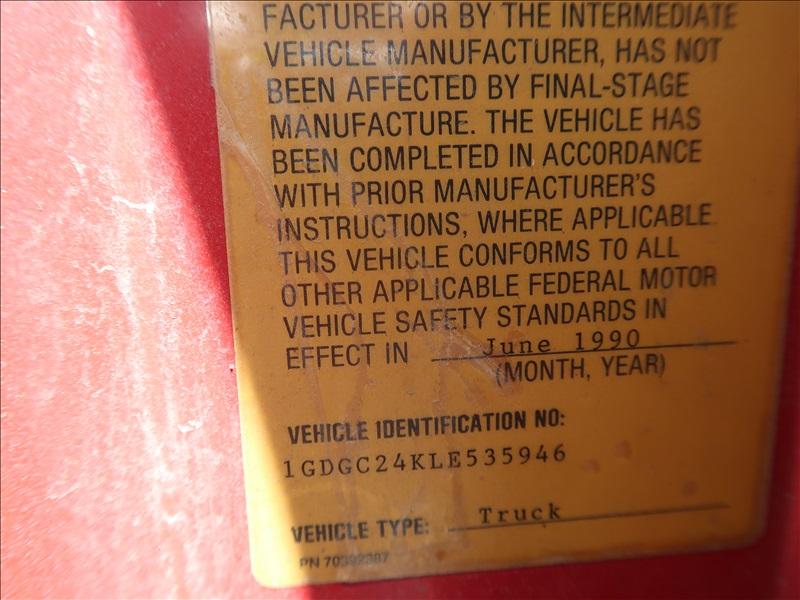 FACTURER OR BY THE INTERMEDIATE
VEHICLE MANUFACTURER, HAS NOT
BEEN AFFECTED BY FINAL-STAGE
MANUFACTURE. THE VEHICLE HAS
BEEN COMPLETED IN ACCORDANCE
WITH PRIOR MANUFACTURER'S
INSTRUCTIONS, WHERE APPLICABLE
THIS VEHICLE CONFORMS TO ALL
OTHER APPLICABLE FEDERAL MOTOR
VEHICLE SAFETY STANDARDS IN
EFFECT IN June 1990
(MONTH, YEAR)
VEHICLE IDENTIFICATION NO:
1GDGC24KLE535946
VEHICLE TYPE: Truck
PN